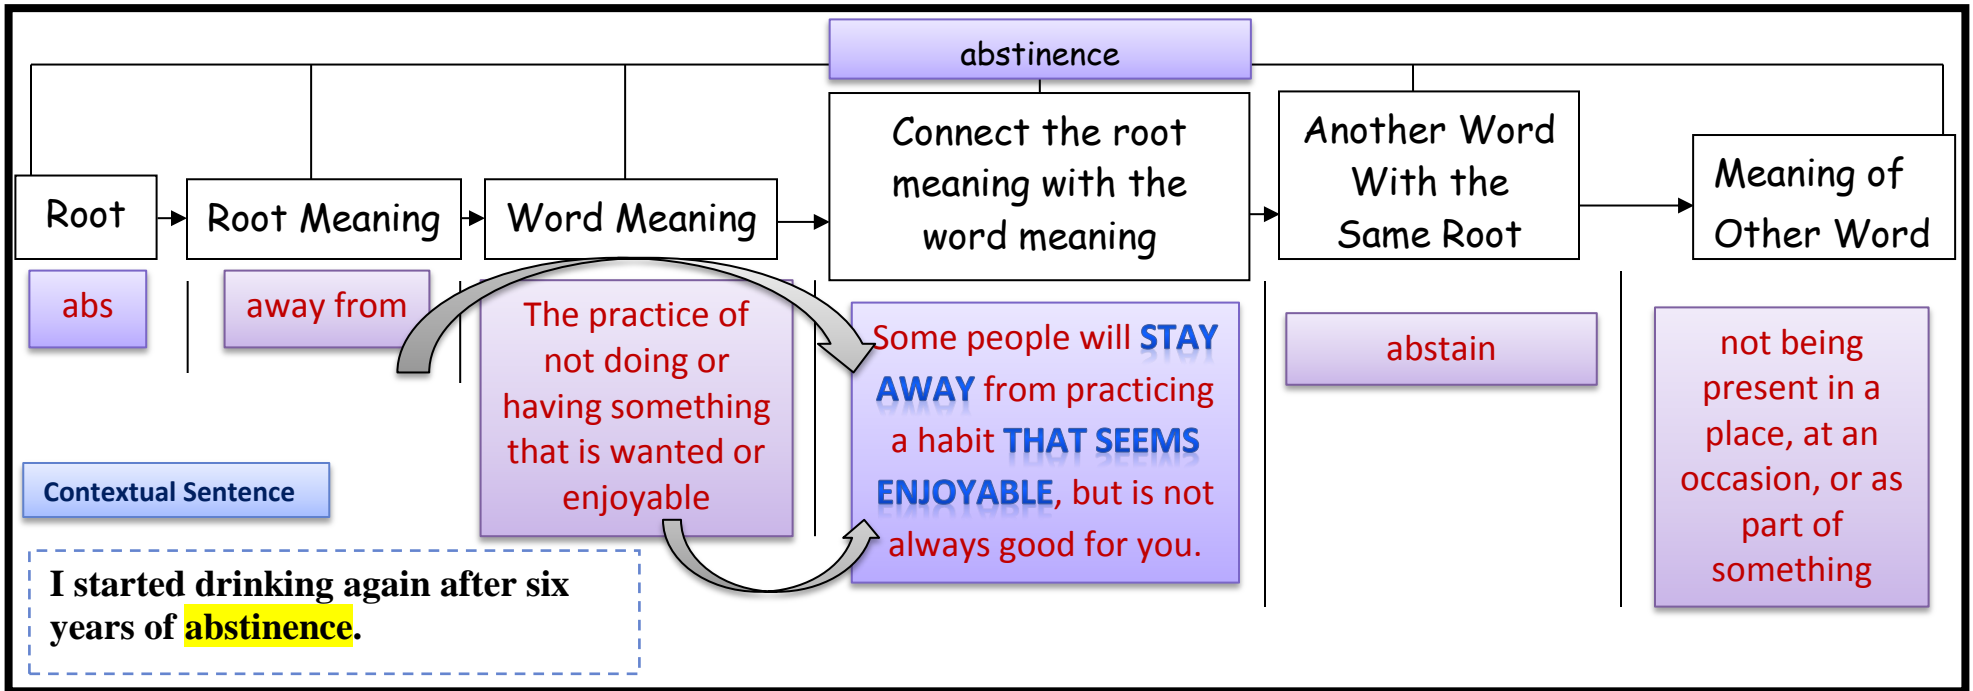 abstinence
Root
Root Meaning
Word Meaning
Connect the root
meaning with the
word meaning
Another Word
With the
Same Root
Meaning of
Other Word
abs
away from
The practice of
not doing or
having something
that is wanted or
enjoyable
Some people will STAY
AWAY from practicing
a habit THAT SEEMS
ENJOYABLE, but is not
always good for you.
abstain
not being
present in a
place, at an
occasion, or as
part of
something
Contextual Sentence
I started drinking again after six
years of abstinence.